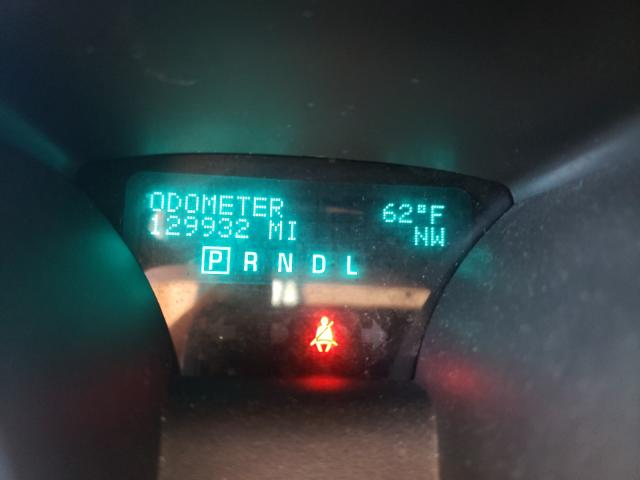 ODOMETER 62°F
129932 MI NW
P R N D L